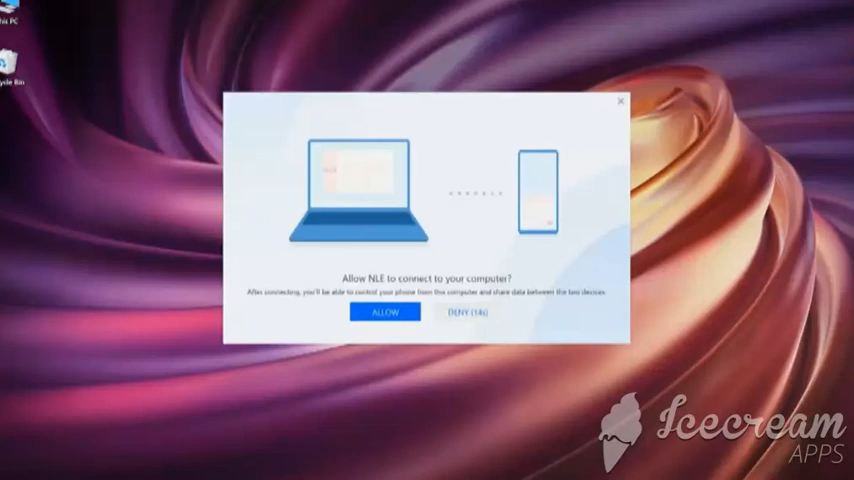 This PC
Recycle Bin
Allow NLE to connect to your computer?
After connecting, you'll be able to control your phone from this computer and share data between the two devices.
ALLOW
DENY (14s)
Icecream
APPS